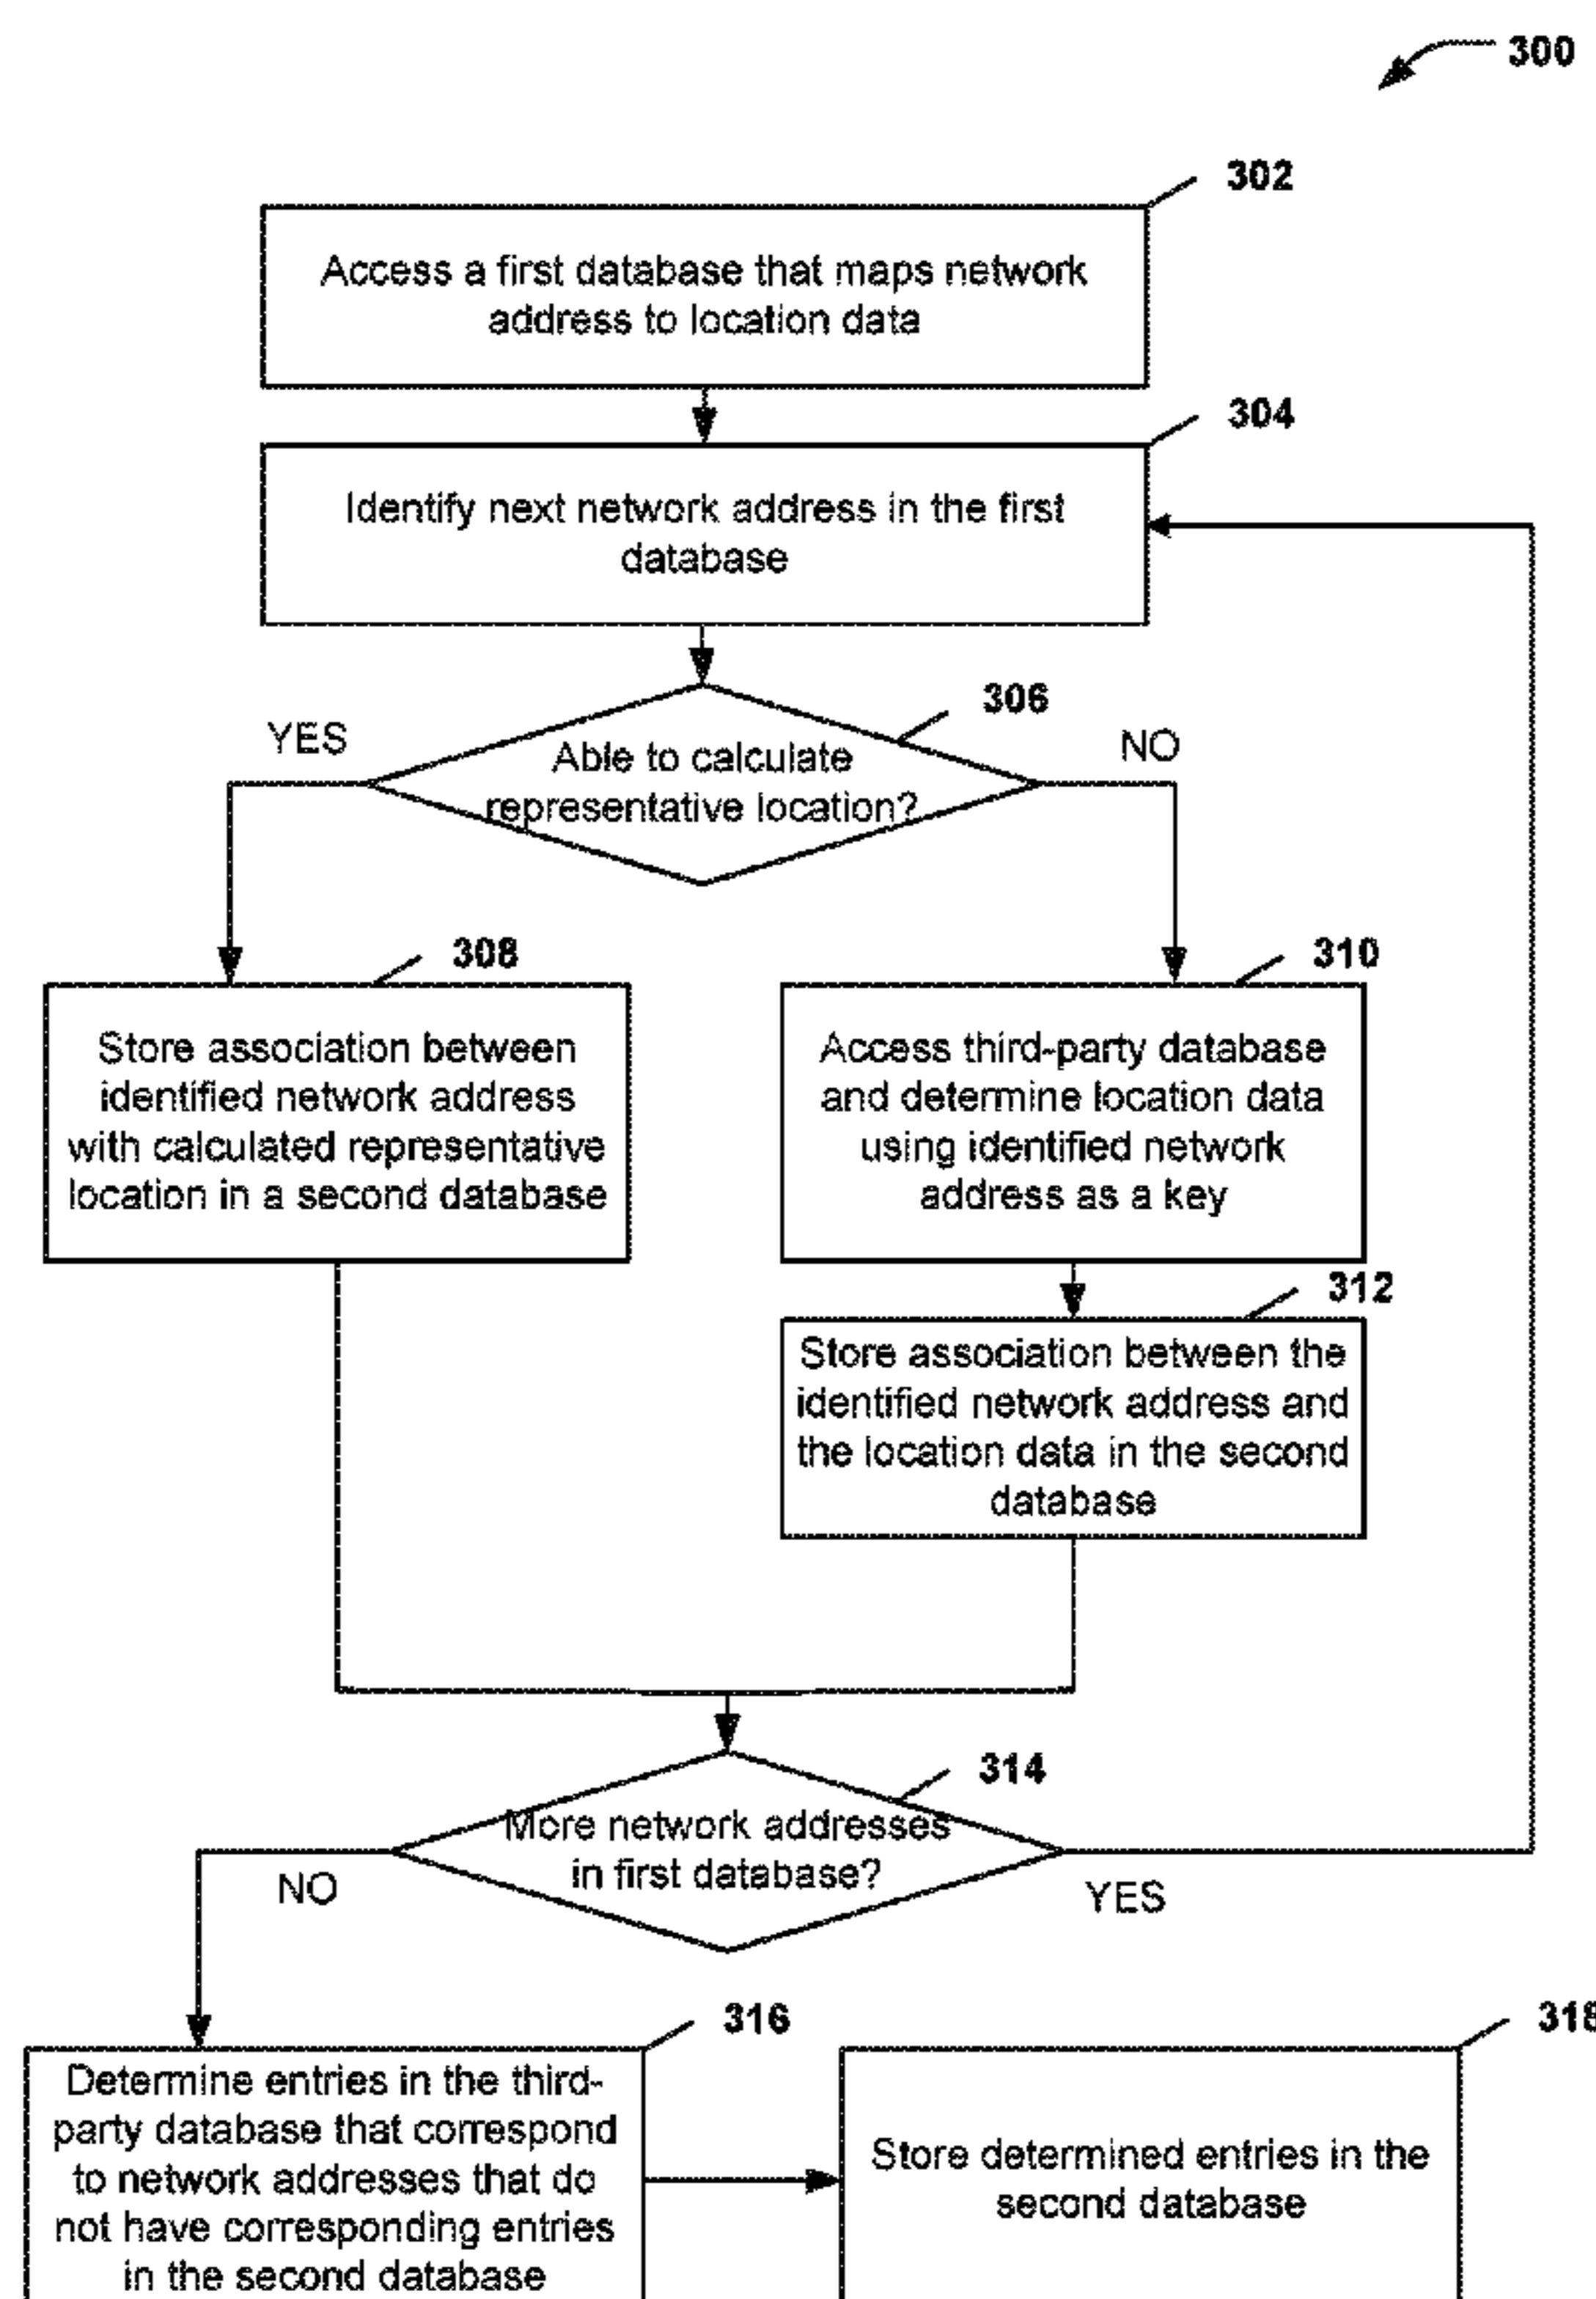 300
302
Access a first database that maps network
address to location data
304
Identify next network address in the first
database
306
YES
NO
Able to calculate
representative location?
308
310
Store association between
identified network address
with calculated representative
location in a second database
Access third-party database
and determine location data
using identified network
address as a key
312
Store association between the
identified network address and
the location data in the second
database
314
More network addresses
in first database?
NO
YES
316
318
Determine entries in the third-
party database that correspond
to network addresses that do
not have corresponding entries
in the second database
Store determined entries in the
second database